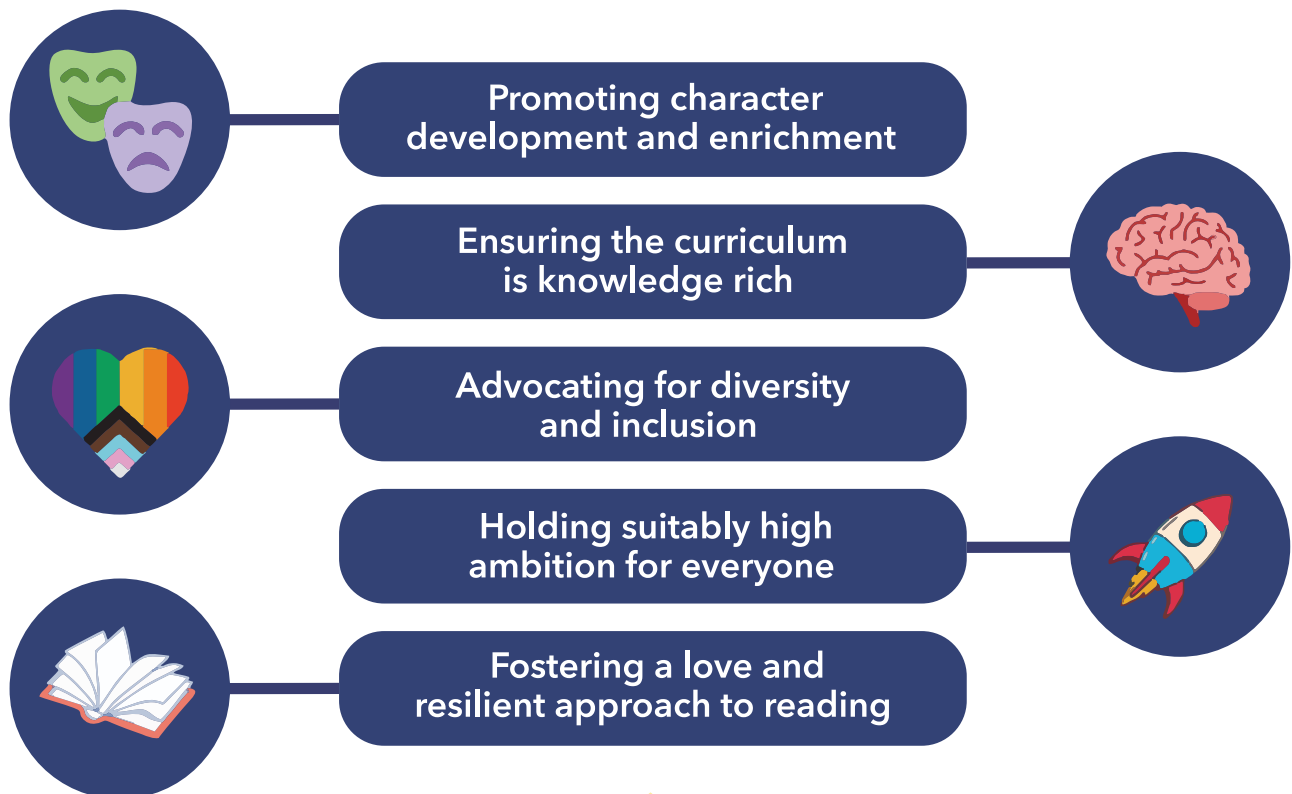 Promoting character
development and enrichment
Ensuring the curriculum
is knowledge rich
Advocating for diversity
and inclusion
Holding suitably high
ambition for everyone
Fostering a love and
resilient approach to reading